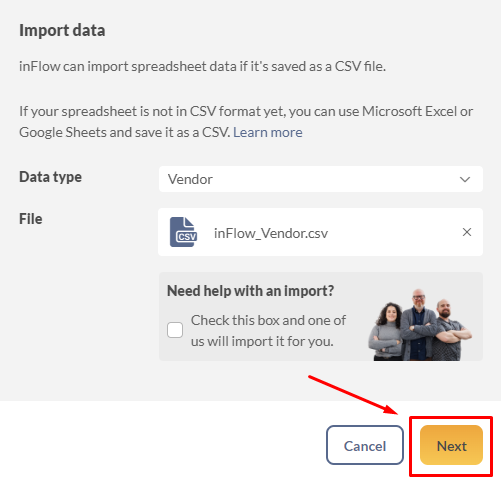 Import data
inFlow can import spreadsheet data if it's saved as a CSV file.
If your spreadsheet is not in CSV format yet, you can use Microsoft Excel or
Google Sheets and save it as a CSV. Learn more
Data type
Vendor
File
CSV
inFlow_Vendor.csv
Need help with an import?
Check this box and one of
us will import it for you.
Cancel
Next